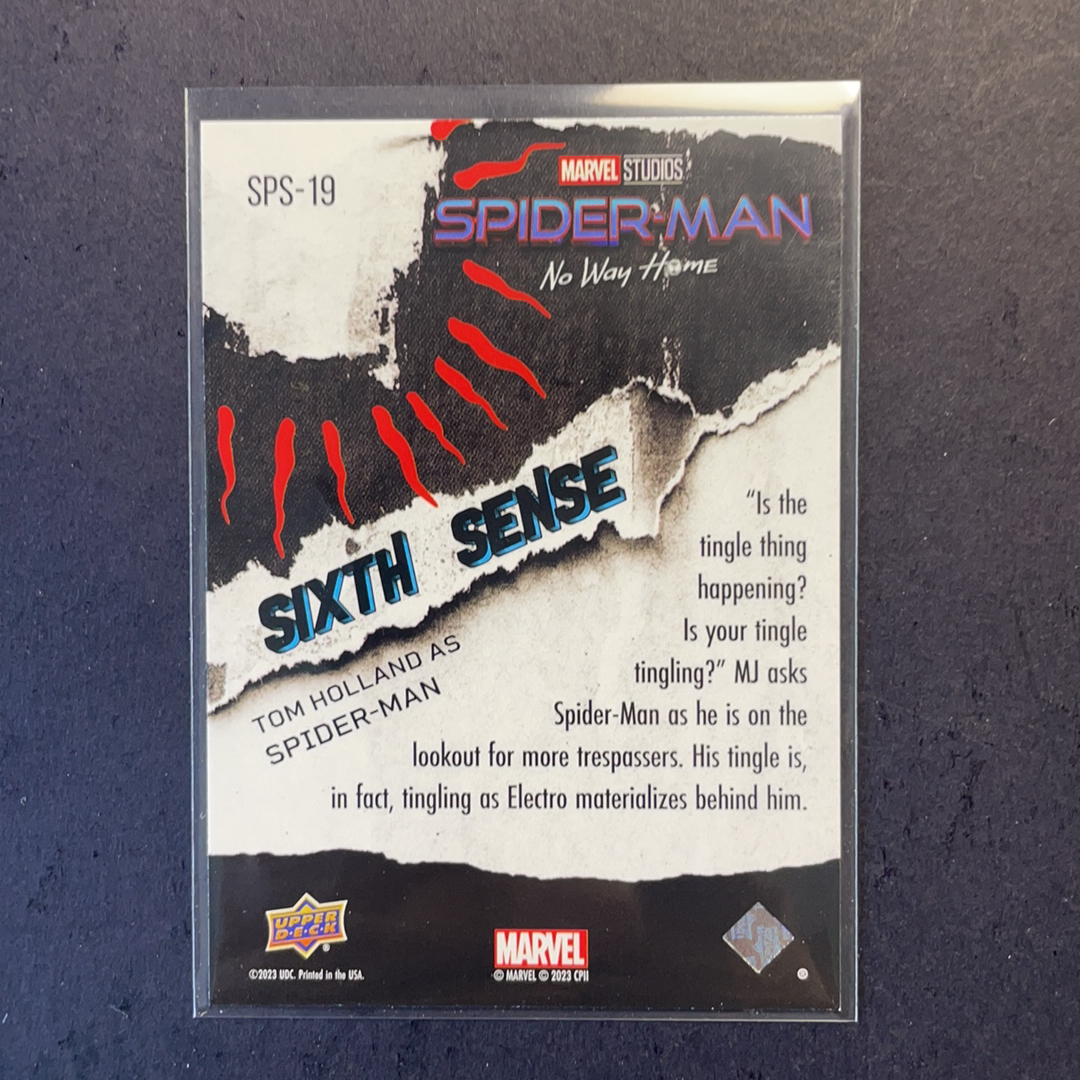 SPS-19
MARVEL STUDIOS
SPIDER-MAN
No Way Home
SIXTH SENSE
TOM HOLLAND AS
SPIDER-MAN
“Is the
tingle thing
happening?
Is your tingle
tingling?” MJ asks
Spider-Man as he is on the
lookout for more trespassers. His tingle is,
in fact, tingling as Electro materializes behind him.
UPPER
D•E•C•K
®
©2023 UDC. Printed in the USA.
MARVEL
© MARVEL © 2023 CPII